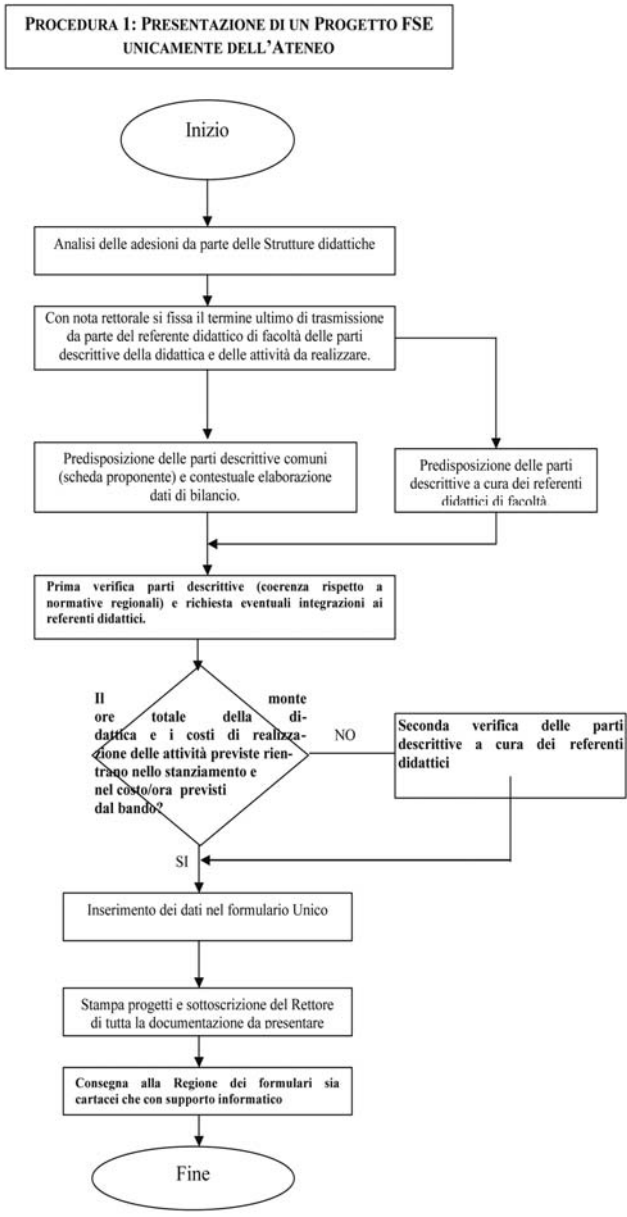 PROCEDURA 1: PRESENTAZIONE DI UN PROGETTO FSE
UNICAMENTE DELL'ATENEO
Inizio
Analisi delle adesioni da parte delle Strutture didattiche
Con nota rettorale si fissa il termine ultimo di trasmissione
da parte del referente didattico di facoltà delle parti
descrittive della didattica e delle attività da realizzare.
Predisposizione delle parti descrittive comuni
(scheda proponente) e contestuale elaborazione
dati di bilancio.
Predisposizione delle parti
descrittive a cura dei referenti
didattici di facoltà.
Prima verifica parti descrittive (coerenza rispetto a
normative regionali) e richiesta eventuali integrazioni ai
referenti didattici.
Il monte
ore totale della di-
dattica e i costi di realizza-
zione delle attività previste rien-
trano nello stanziamento e
nel costo/ora previsti
dal bando?
NO
Seconda verifica delle parti
descrittive a cura dei referenti
didattici
SI
Inserimento dei dati nel formulario Unico
Stampa progetti e sottoscrizione del Rettore
di tutta la documentazione da presentare
Consegna alla Regione dei formulari sia
cartacei che con supporto informatico
Fine